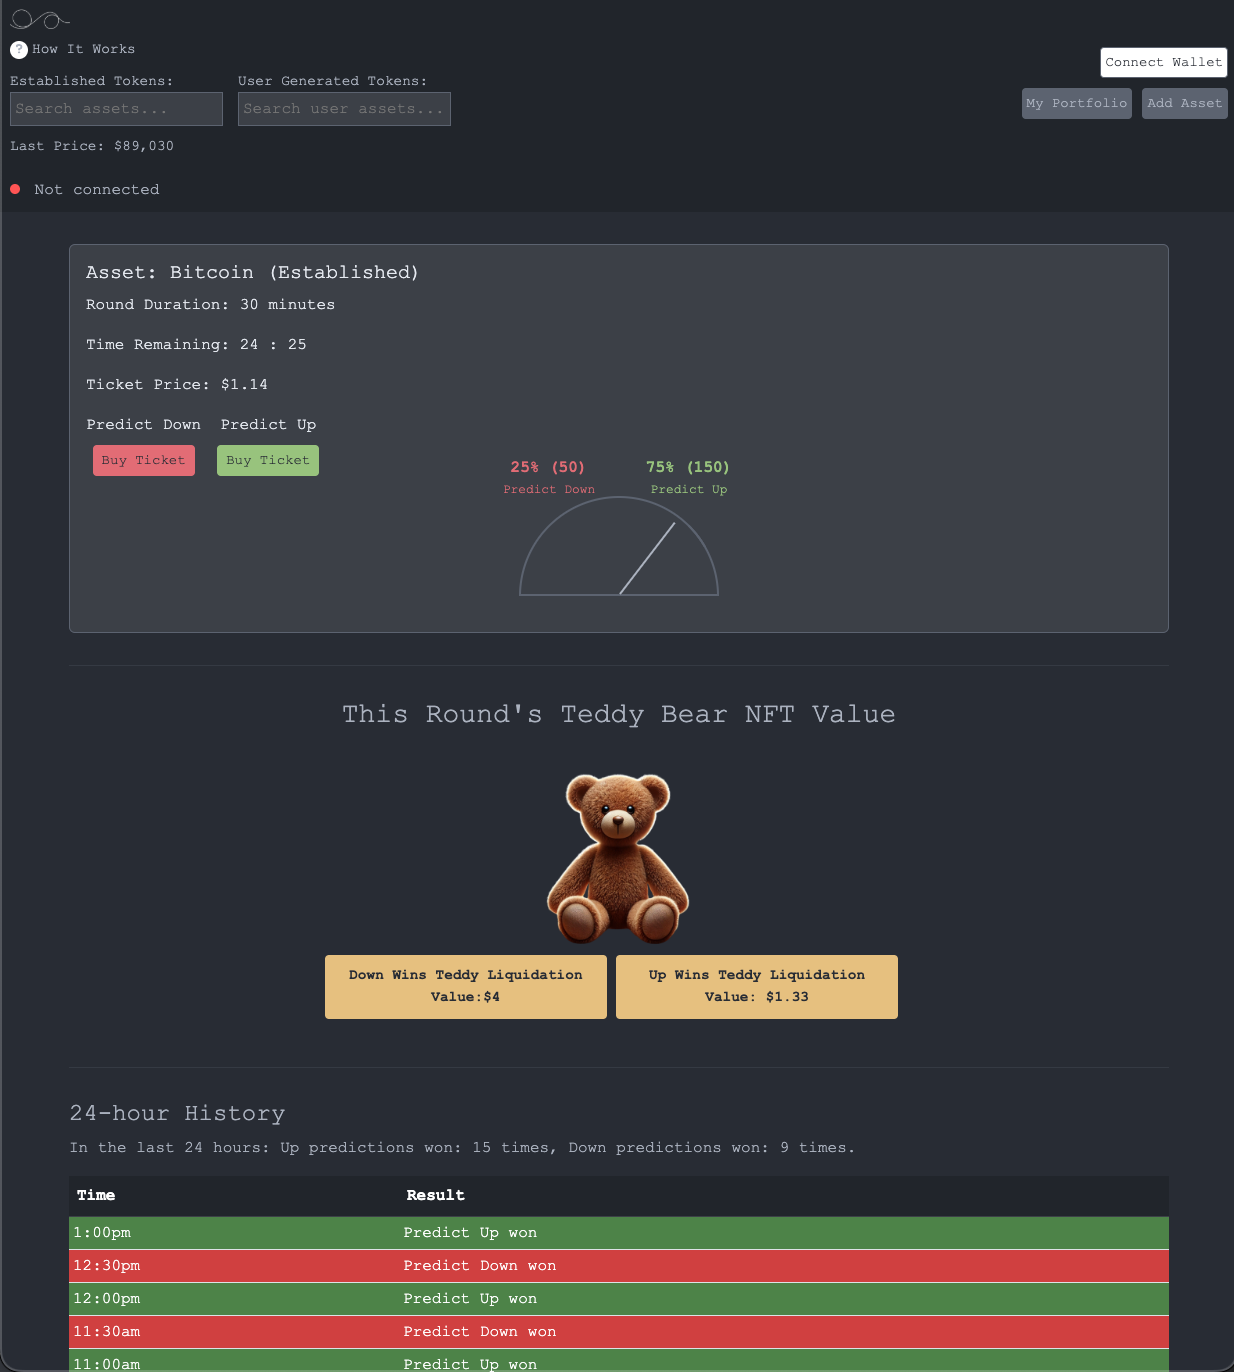 ? How It Works
Connect Wallet
Established Tokens:
User Generated Tokens:
Search assets...
Search user assets...
My Portfolio
Add Asset
Last Price: $89,030
Not connected
Asset: Bitcoin (Established)
Round Duration: 30 minutes
Time Remaining: 24 : 25
Ticket Price: $1.14
Predict Down
Predict Up
Buy Ticket
Buy Ticket
25% (50)
Predict Down
75% (150)
Predict Up
This Round's Teddy Bear NFT Value
Down Wins Teddy Liquidation
Value:$4
Up Wins Teddy Liquidation
Value: $1.33
24-hour History
In the last 24 hours: Up predictions won: 15 times, Down predictions won: 9 times.
Time Result
1:00pm Predict Up won
12:30pm Predict Down won
12:00pm Predict Up won
11:30am Predict Down won
11:00am Predict Up won